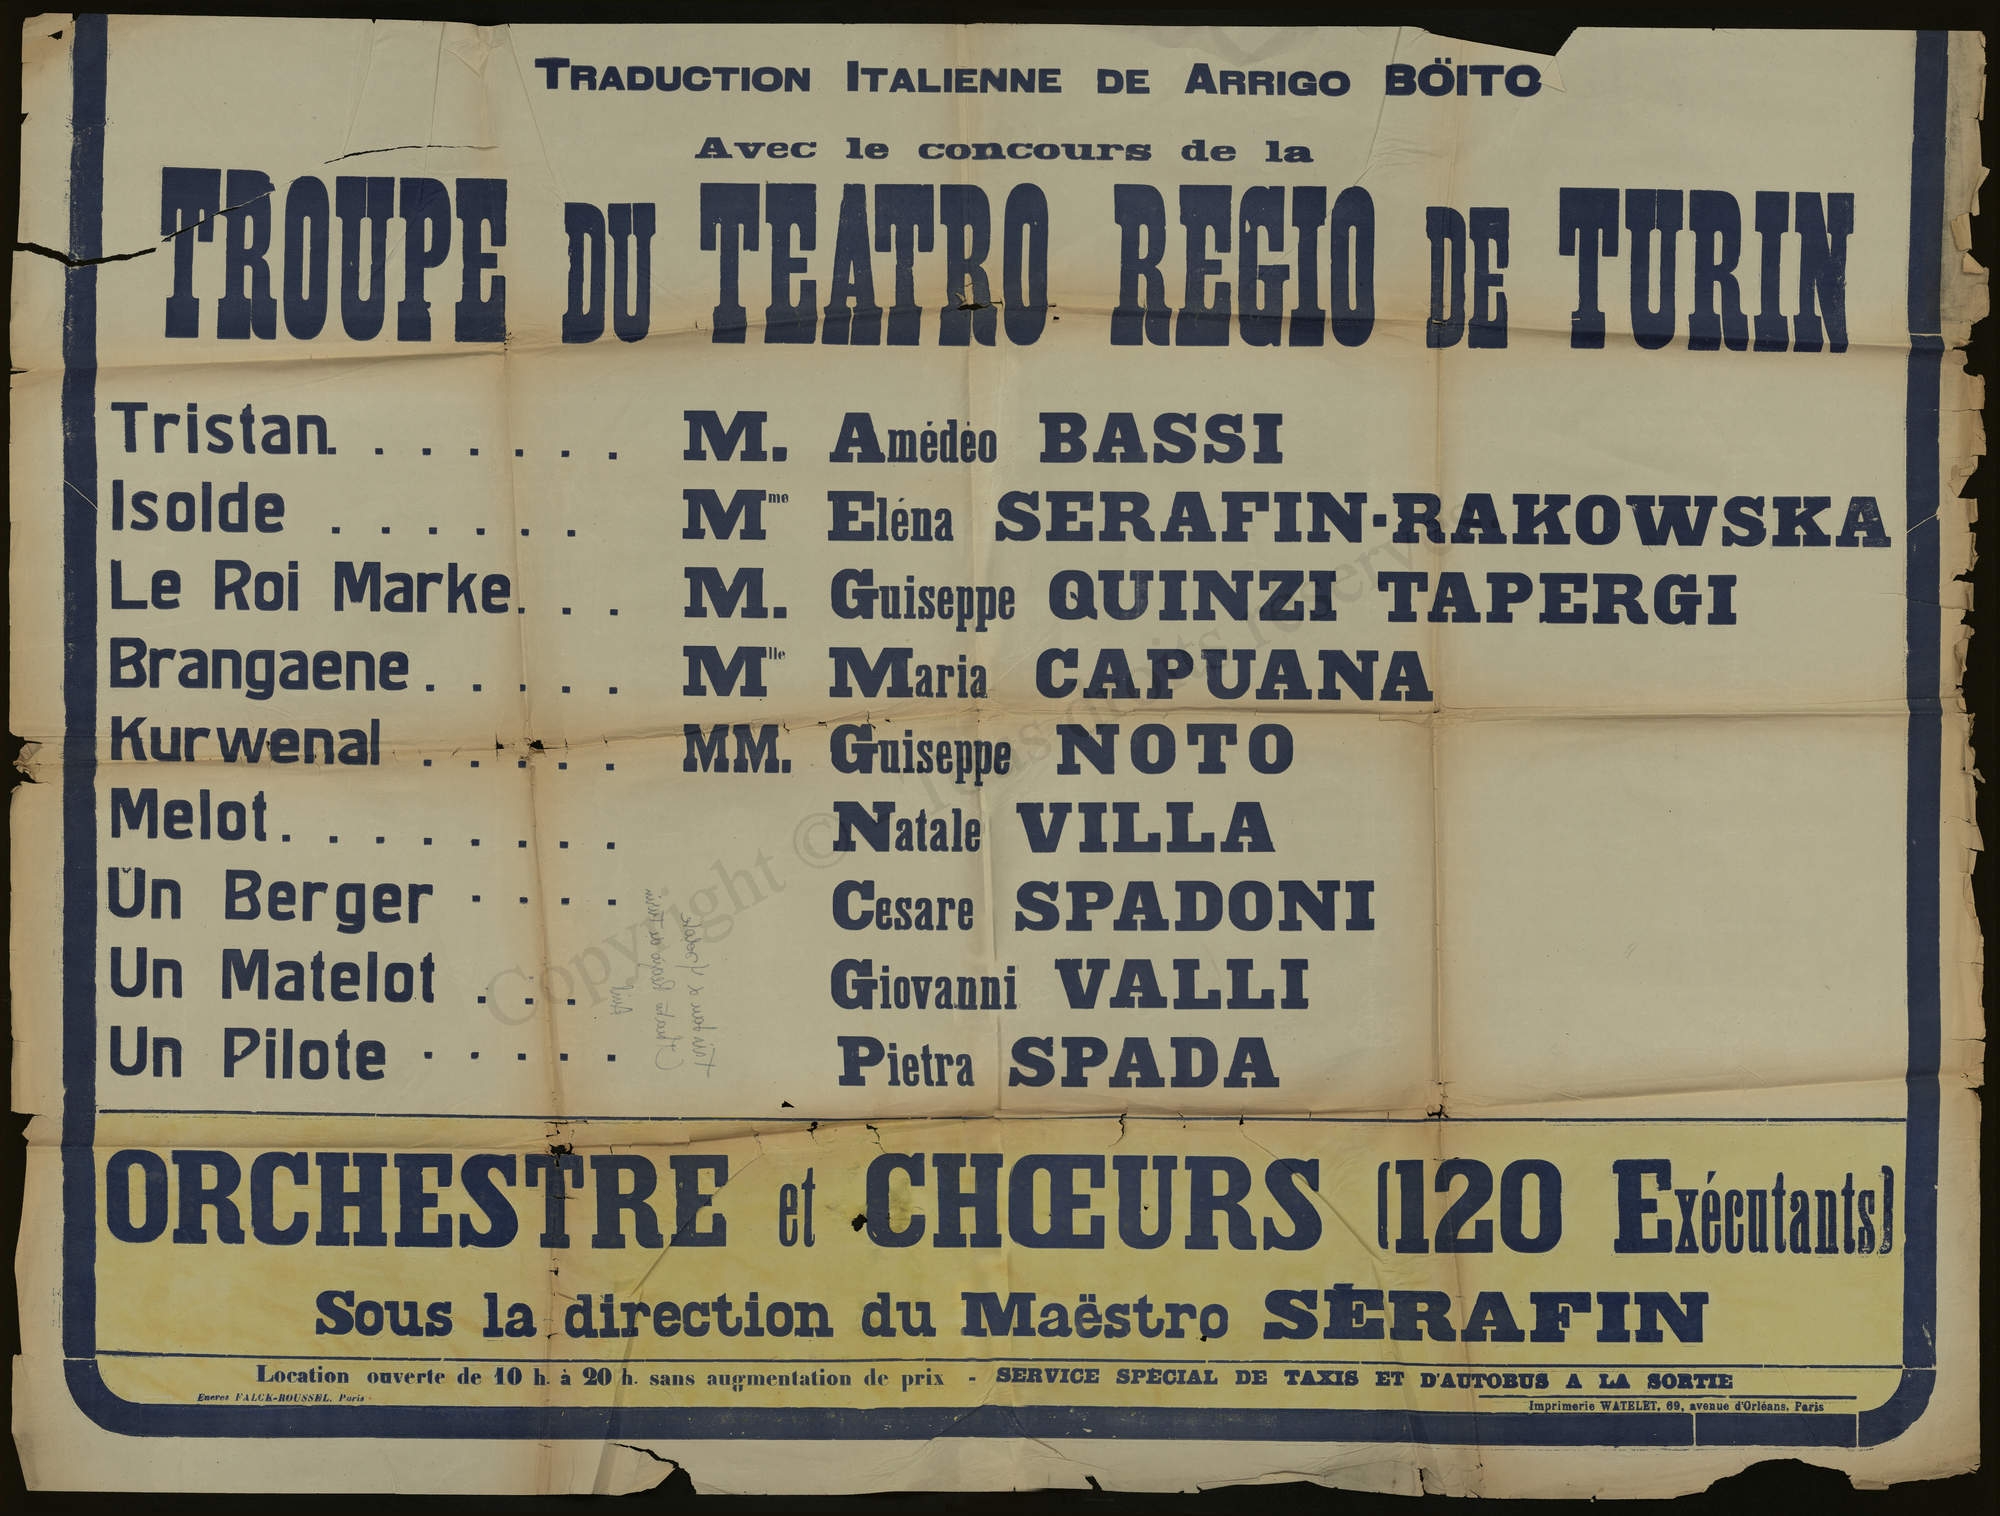 TRADUCTION ITALIENNE DE ARRIGO BÖITO
Avec le concours de la
TROUPE DU TEATRO REGIO DE TURIN
Tristan. . . . . . . M. Amédéo BASSI
Isolde . . . . . . Mme Eléna SERAFIN-RAKOWSKA
Le Roi Marke. . . M. Guiseppe QUINZI TAPERGI
Brangaene. . . . . Mlle Maria CAPUANA
Kurwenal . . . . . MM. Guiseppe NOTO
Melot. . . . . . . Natale VILLA
Un Berger . . . . Cesare SPADONI
Un Matelot . . . Giovanni VALLI
Un Pilote . . . . . Pietra SPADA
ORCHESTRE et CHŒURS (120 Exécutants)
Sous la direction du Maëstro SÉRAFIN
Location ouverte de 10 h. à 20 h. sans augmentation de prix - SERVICE SPÉCIAL DE TAXIS ET D'AUTOBUS A LA SORTIE
Encres FALCK-ROUSSEL, Paris
Imprimerie WATELET, 69, avenue d'Orléans, Paris
Copyright © Tous droits réservés